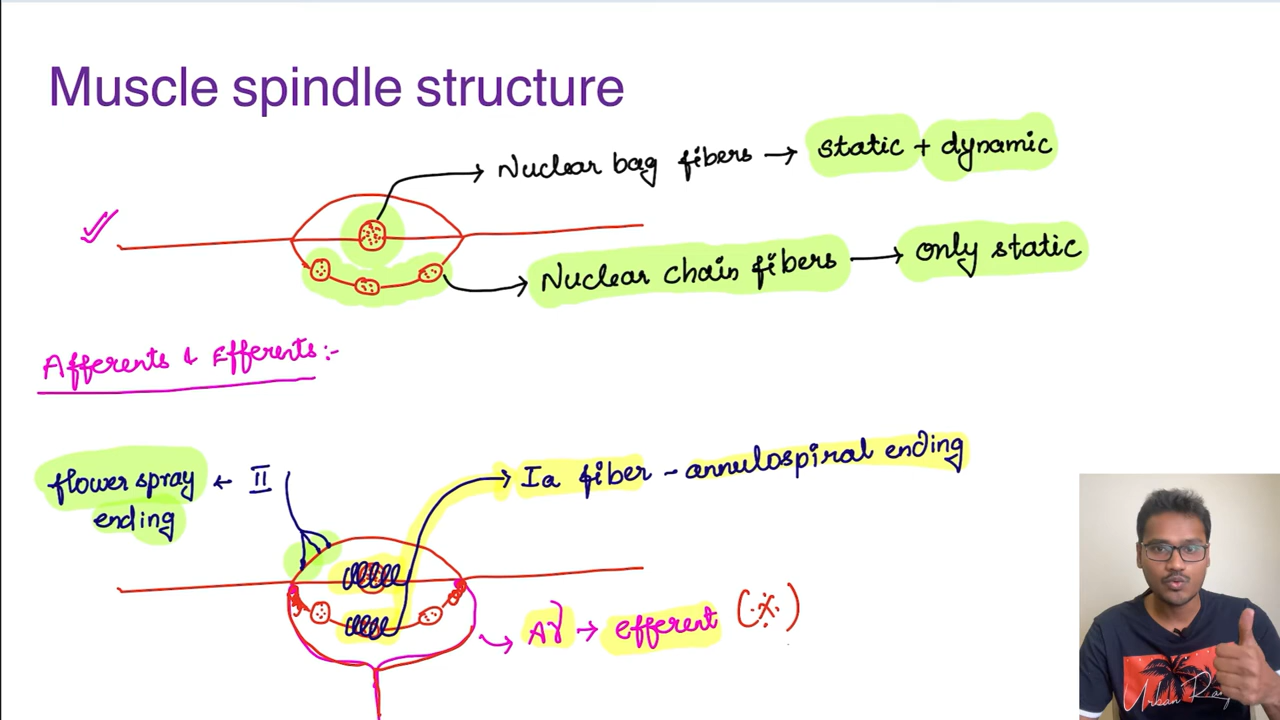 Muscle spindle structure
Nuclear bag fibers → static + dynamic
Nuclear chain fibers → only static
Afferents & Efferents :-
flower spray ← II
ending
Ia fiber - annulospiral ending
Aγ → efferent
Urban